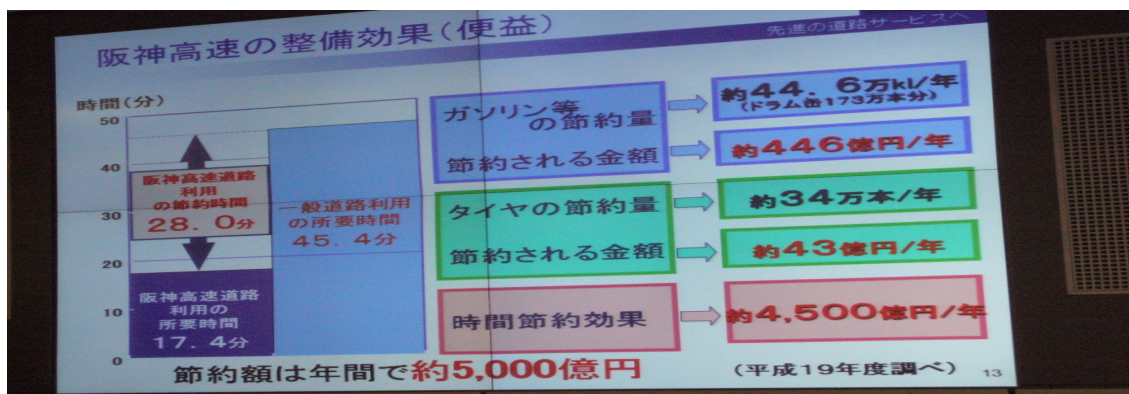 阪神高速の整備効果(便益)
先進の道路サービスへ
時間(分)
50
40
30
20
10
0
阪神高速道路
利用
の節約時間
28.0分
阪神高速道路
利用の
所要時間
17.4分
一般道路利用
の所要時間
45.4分
ガソリン等
の節約量
約44.6万kl/年
(ドラム缶173万本分)
節約される金額
約446億円/年
タイヤの節約量
約34万本/年
節約される金額
約43億円/年
時間節約効果
約4,500億円/年
節約額は年間で約5,000億円
(平成19年度調べ)
13